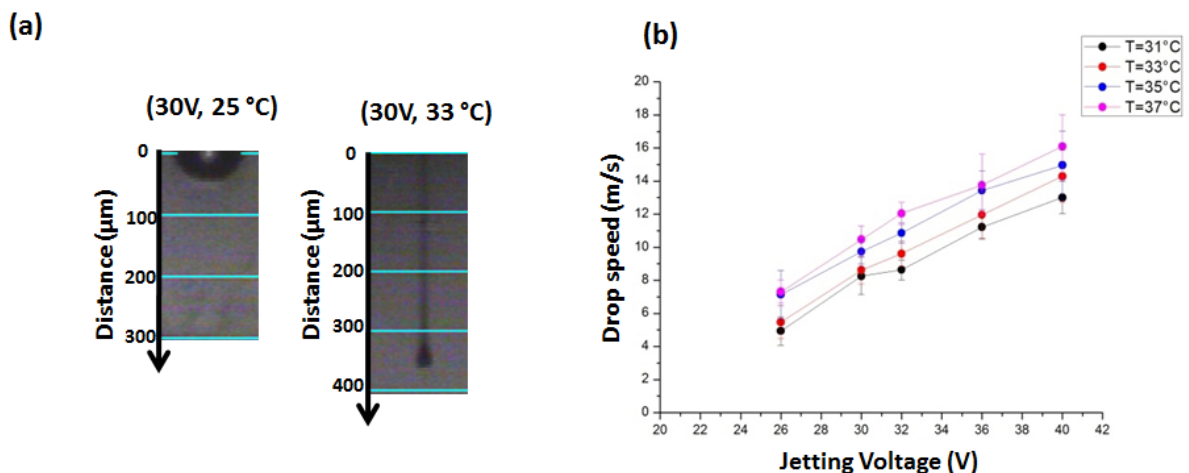 (a)
(30V, 25 °C)
(30V, 33 °C)
Distance (µm)
0
100
200
300
Distance (µm)
0
100
200
300
400
(b)
T=31°C
T=33°C
T=35°C
T=37°C
Drop speed (m/s)
20
18
16
14
12
10
8
6
4
2
0
20 22 24 26 28 30 32 34 36 38 40 42
Jetting Voltage (V)